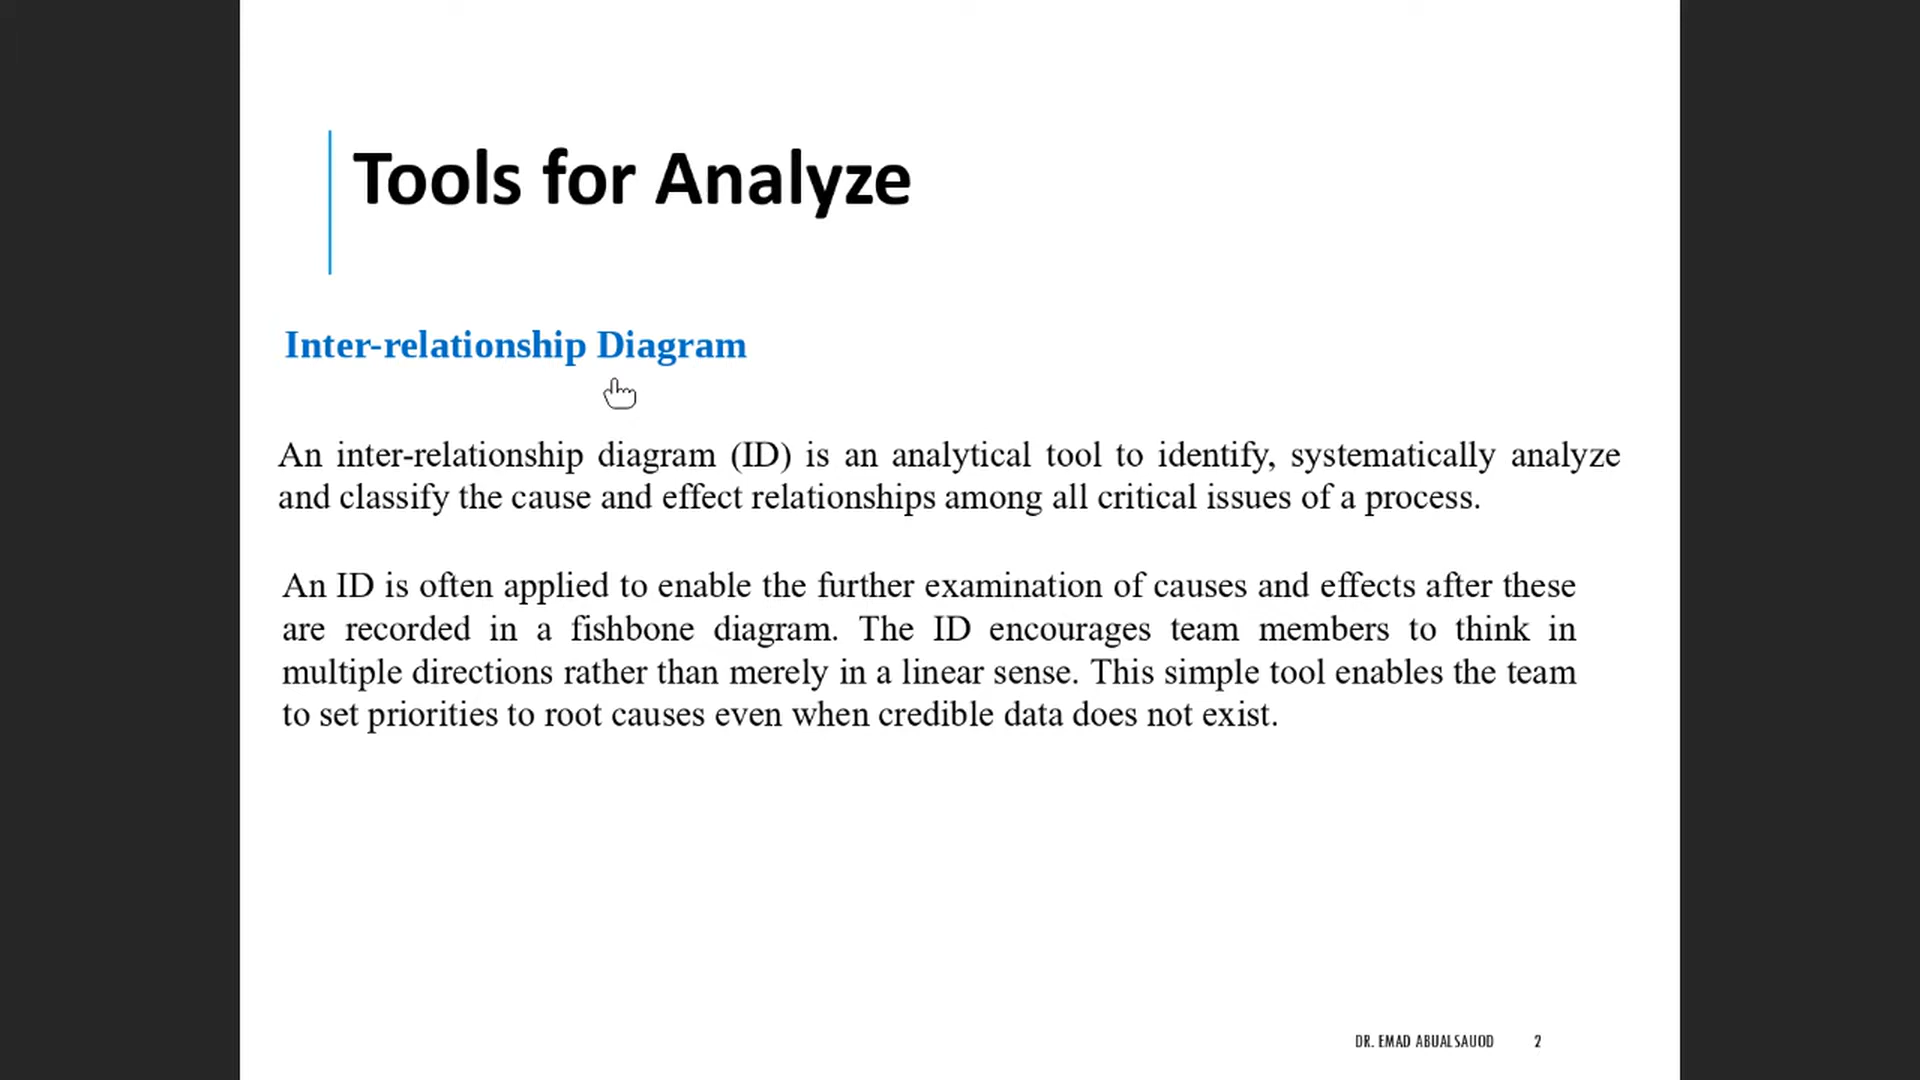 Tools for Analyze
Inter-relationship Diagram
An inter-relationship diagram (ID) is an analytical tool to identify, systematically analyze
and classify the cause and effect relationships among all critical issues of a process.
An ID is often applied to enable the further examination of causes and effects after these
are recorded in a fishbone diagram. The ID encourages team members to think in
multiple directions rather than merely in a linear sense. This simple tool enables the team
to set priorities to root causes even when credible data does not exist.
DR. EMAD ABUALSAUOD 2